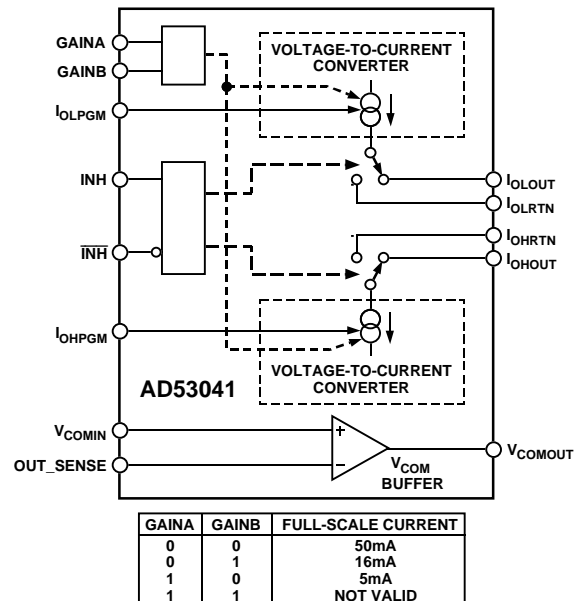 GAINA
GAINB
IOLPGM
INH
INH
IOHPGM
VCOMIN
OUT_SENSE
VOLTAGE-TO-CURRENT
CONVERTER
IOLOUT
IOLRTN
IOHRTN
IOHOUT
VOLTAGE-TO-CURRENT
CONVERTER
AD53041
+
–
VCOM
BUFFER
VCOMOUT
GAINA GAINB FULL-SCALE CURRENT
0 0 50mA
0 1 16mA
1 0 5mA
1 1 NOT VALID